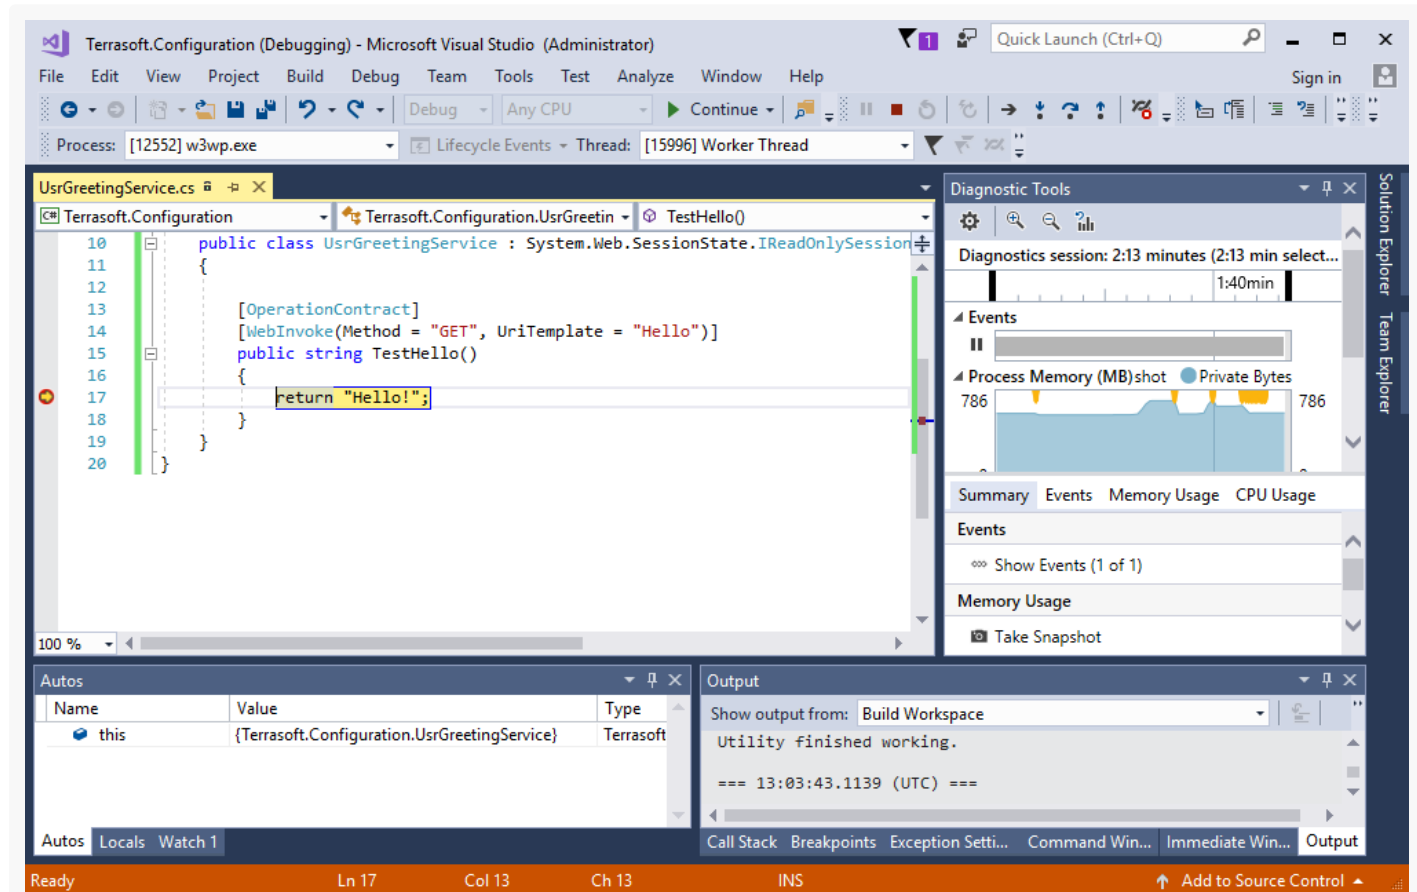 Terrasoft.Configuration (Debugging) - Microsoft Visual Studio (Administrator)
1
Quick Launch (Ctrl+Q)
File Edit View Project Build Debug Team Tools Test Analyze Window Help
Sign in
Debug Any CPU Continue
Process: [12552] w3wp.exe Lifecycle Events Thread: [15996] Worker Thread
UsrGreetingService.cs
C# Terrasoft.Configuration Terrasoft.Configuration.UsrGreetin TestHello()
10 public class UsrGreetingService : System.Web.SessionState.IReadOnlySession
11 {
12
13 [OperationContract]
14 [WebInvoke(Method = "GET", UriTemplate = "Hello")]
15 public string TestHello()
16 {
17 return "Hello!";
18 }
19 }
20 }
100 %
Diagnostic Tools
Diagnostics session: 2:13 minutes (2:13 min select...
1:40min
Events
Process Memory (MB)shot Private Bytes
786 786
Summary Events Memory Usage CPU Usage
Events
Show Events (1 of 1)
Memory Usage
Take Snapshot
Solution Explorer
Team Explorer
Autos
Name Value Type
this {Terrasoft.Configuration.UsrGreetingService} Terrasoft
Autos Locals Watch 1
Output
Show output from: Build Workspace
Utility finished working.
=== 13:03:43.1139 (UTC) ===
Call Stack Breakpoints Exception Setti... Command Win... Immediate Win... Output
Ready Ln 17 Col 13 Ch 13 INS Add to Source Control